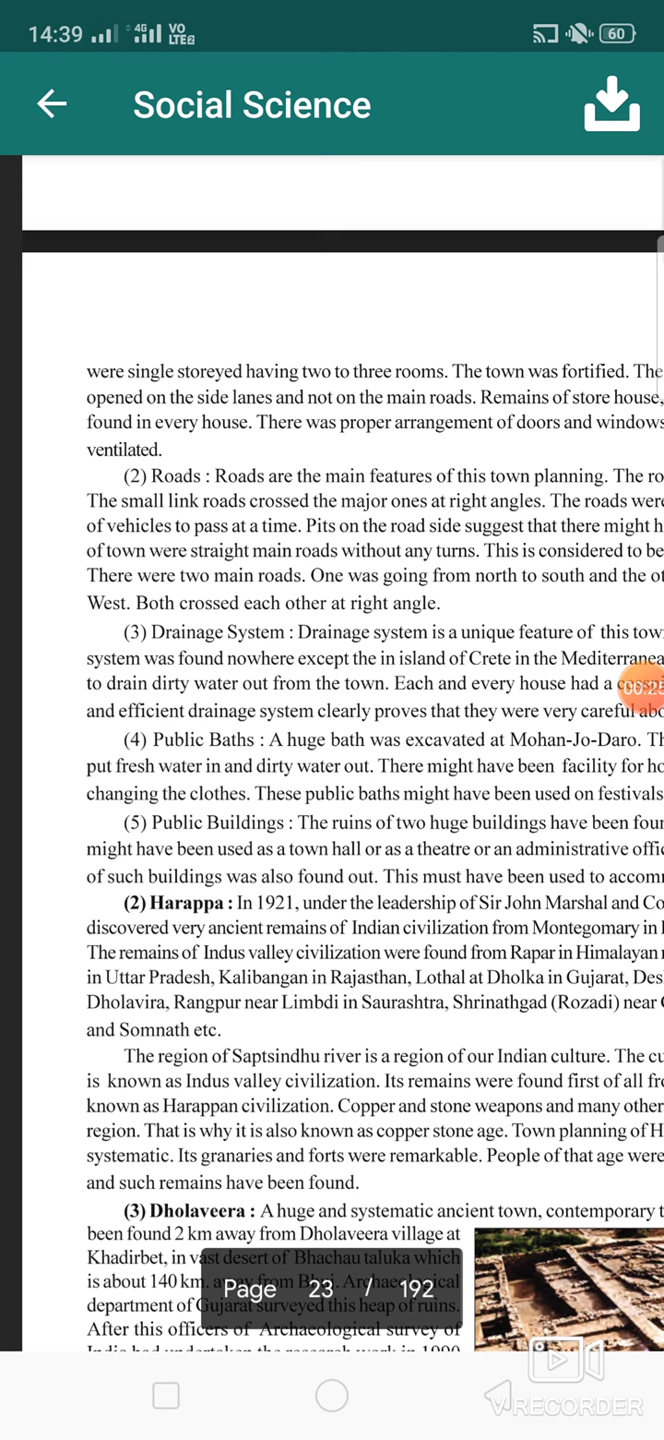 14:39 4G VO LTE2 60
Social Science
were single storeyed having two to three rooms. The town was fortified. The
opened on the side lanes and not on the main roads. Remains of store house,
found in every house. There was proper arrangement of doors and windows
ventilated.
(2) Roads : Roads are the main features of this town planning. The ro
The small link roads crossed the major ones at right angles. The roads were
of vehicles to pass at a time. Pits on the road side suggest that there might h
of town were straight main roads without any turns. This is considered to be
There were two main roads. One was going from north to south and the ot
West. Both crossed each other at right angle.
(3) Drainage System : Drainage system is a unique feature of this tow
system was found nowhere except the in island of Crete in the Mediterranea
to drain dirty water out from the town. Each and every house had a
and efficient drainage system clearly proves that they were very careful abo
(4) Public Baths : A huge bath was excavated at Mohan-Jo-Daro. Th
put fresh water in and dirty water out. There might have been facility for ho
changing the clothes. These public baths might have been used on festivals
(5) Public Buildings : The ruins of two huge buildings have been foun
might have been used as a town hall or as a theatre or an administrative offic
of such buildings was also found out. This must have been used to accomm
(2) Harappa : In 1921, under the leadership of Sir John Marshal and Co
discovered very ancient remains of Indian civilization from Montegomary in
The remains of Indus valley civilization were found from Rapar in Himalayan
in Uttar Pradesh, Kalibangan in Rajasthan, Lothal at Dholka in Gujarat, Des
Dholavira, Rangpur near Limbdi in Saurashtra, Shrinathgad (Rozadi) near
and Somnath etc.
The region of Saptsindhu river is a region of our Indian culture. The cu
is known as Indus valley civilization. Its remains were found first of all fro
known as Harappan civilization. Copper and stone weapons and many other
region. That is why it is also known as copper stone age. Town planning of H
systematic. Its granaries and forts were remarkable. People of that age were
and such remains have been found.
(3) Dholaveera : A huge and systematic ancient town, contemporary t
been found 2 km away from Dholaveera village at
Khadirbet, in vast desert of Bhachau taluka which
is about 140 km. away from Bhuj. Archaeological
department of Gujarat surveyed this heap of ruins.
After this officers of Archaeological survey of
Page 23 / 192
V RECORDER